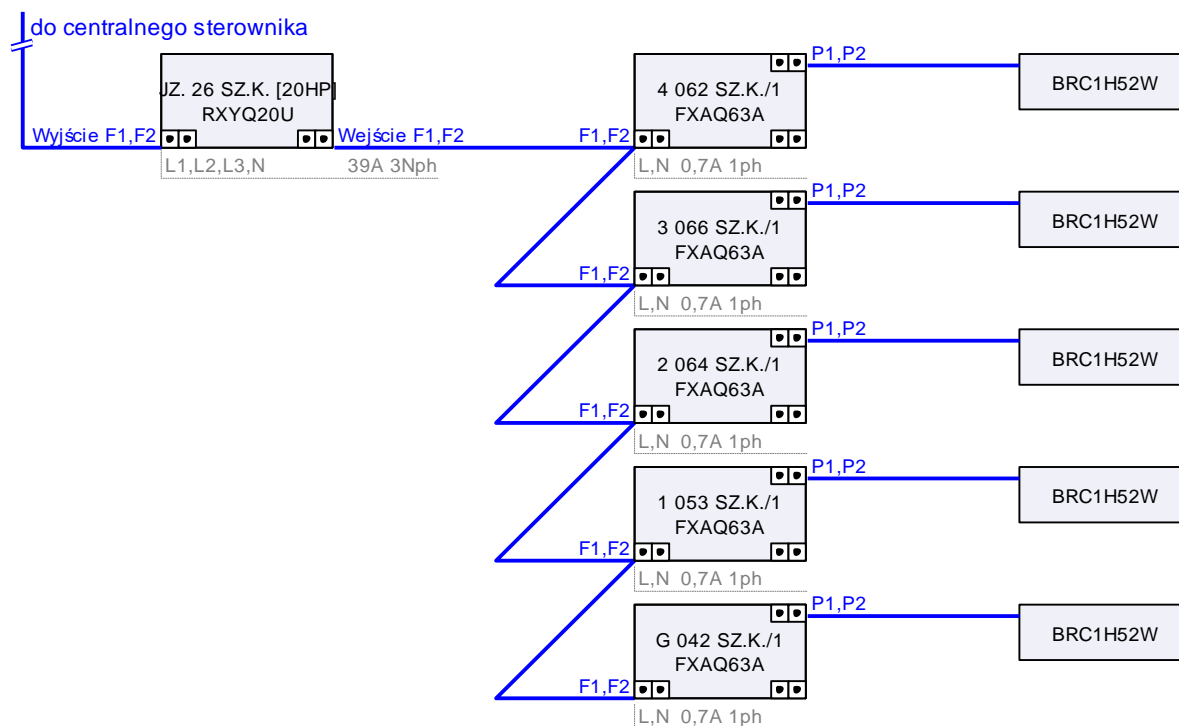 do centralnego sterownika
JZ. 26 SZ.K. [20HP]
RXYQ20U
Wyjście F1,F2
Wejście F1,F2
L1,L2,L3,N 39A 3Nph
4 062 SZ.K./1
FXAQ63A
F1,F2
P1,P2
L,N 0,7A 1ph
BRC1H52W
3 066 SZ.K./1
FXAQ63A
F1,F2
P1,P2
L,N 0,7A 1ph
BRC1H52W
2 064 SZ.K./1
FXAQ63A
F1,F2
P1,P2
L,N 0,7A 1ph
BRC1H52W
1 053 SZ.K./1
FXAQ63A
F1,F2
P1,P2
L,N 0,7A 1ph
BRC1H52W
G 042 SZ.K./1
FXAQ63A
F1,F2
P1,P2
L,N 0,7A 1ph
BRC1H52W